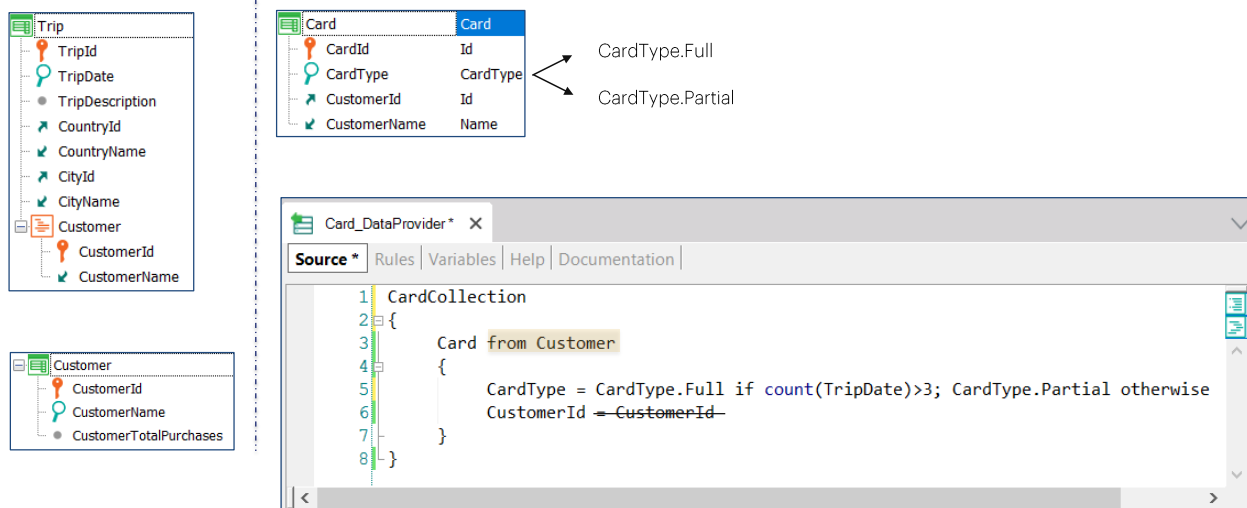 Trip
TripId
TripDate
TripDescription
CountryId
CountryName
CityId
CityName
Customer
CustomerId
CustomerName
Customer
CustomerId
CustomerName
CustomerTotalPurchases
Card Card
CardId Id
CardType CardType
CustomerId Id
CustomerName Name
CardType.Full
CardType.Partial
Card_DataProvider*
Source * Rules Variables Help Documentation
1 CardCollection
2 {
3 Card from Customer
4 {
5 CardType = CardType.Full if count(TripDate)>3; CardType.Partial otherwise
6 CustomerId = CustomerId
7 }
8 }